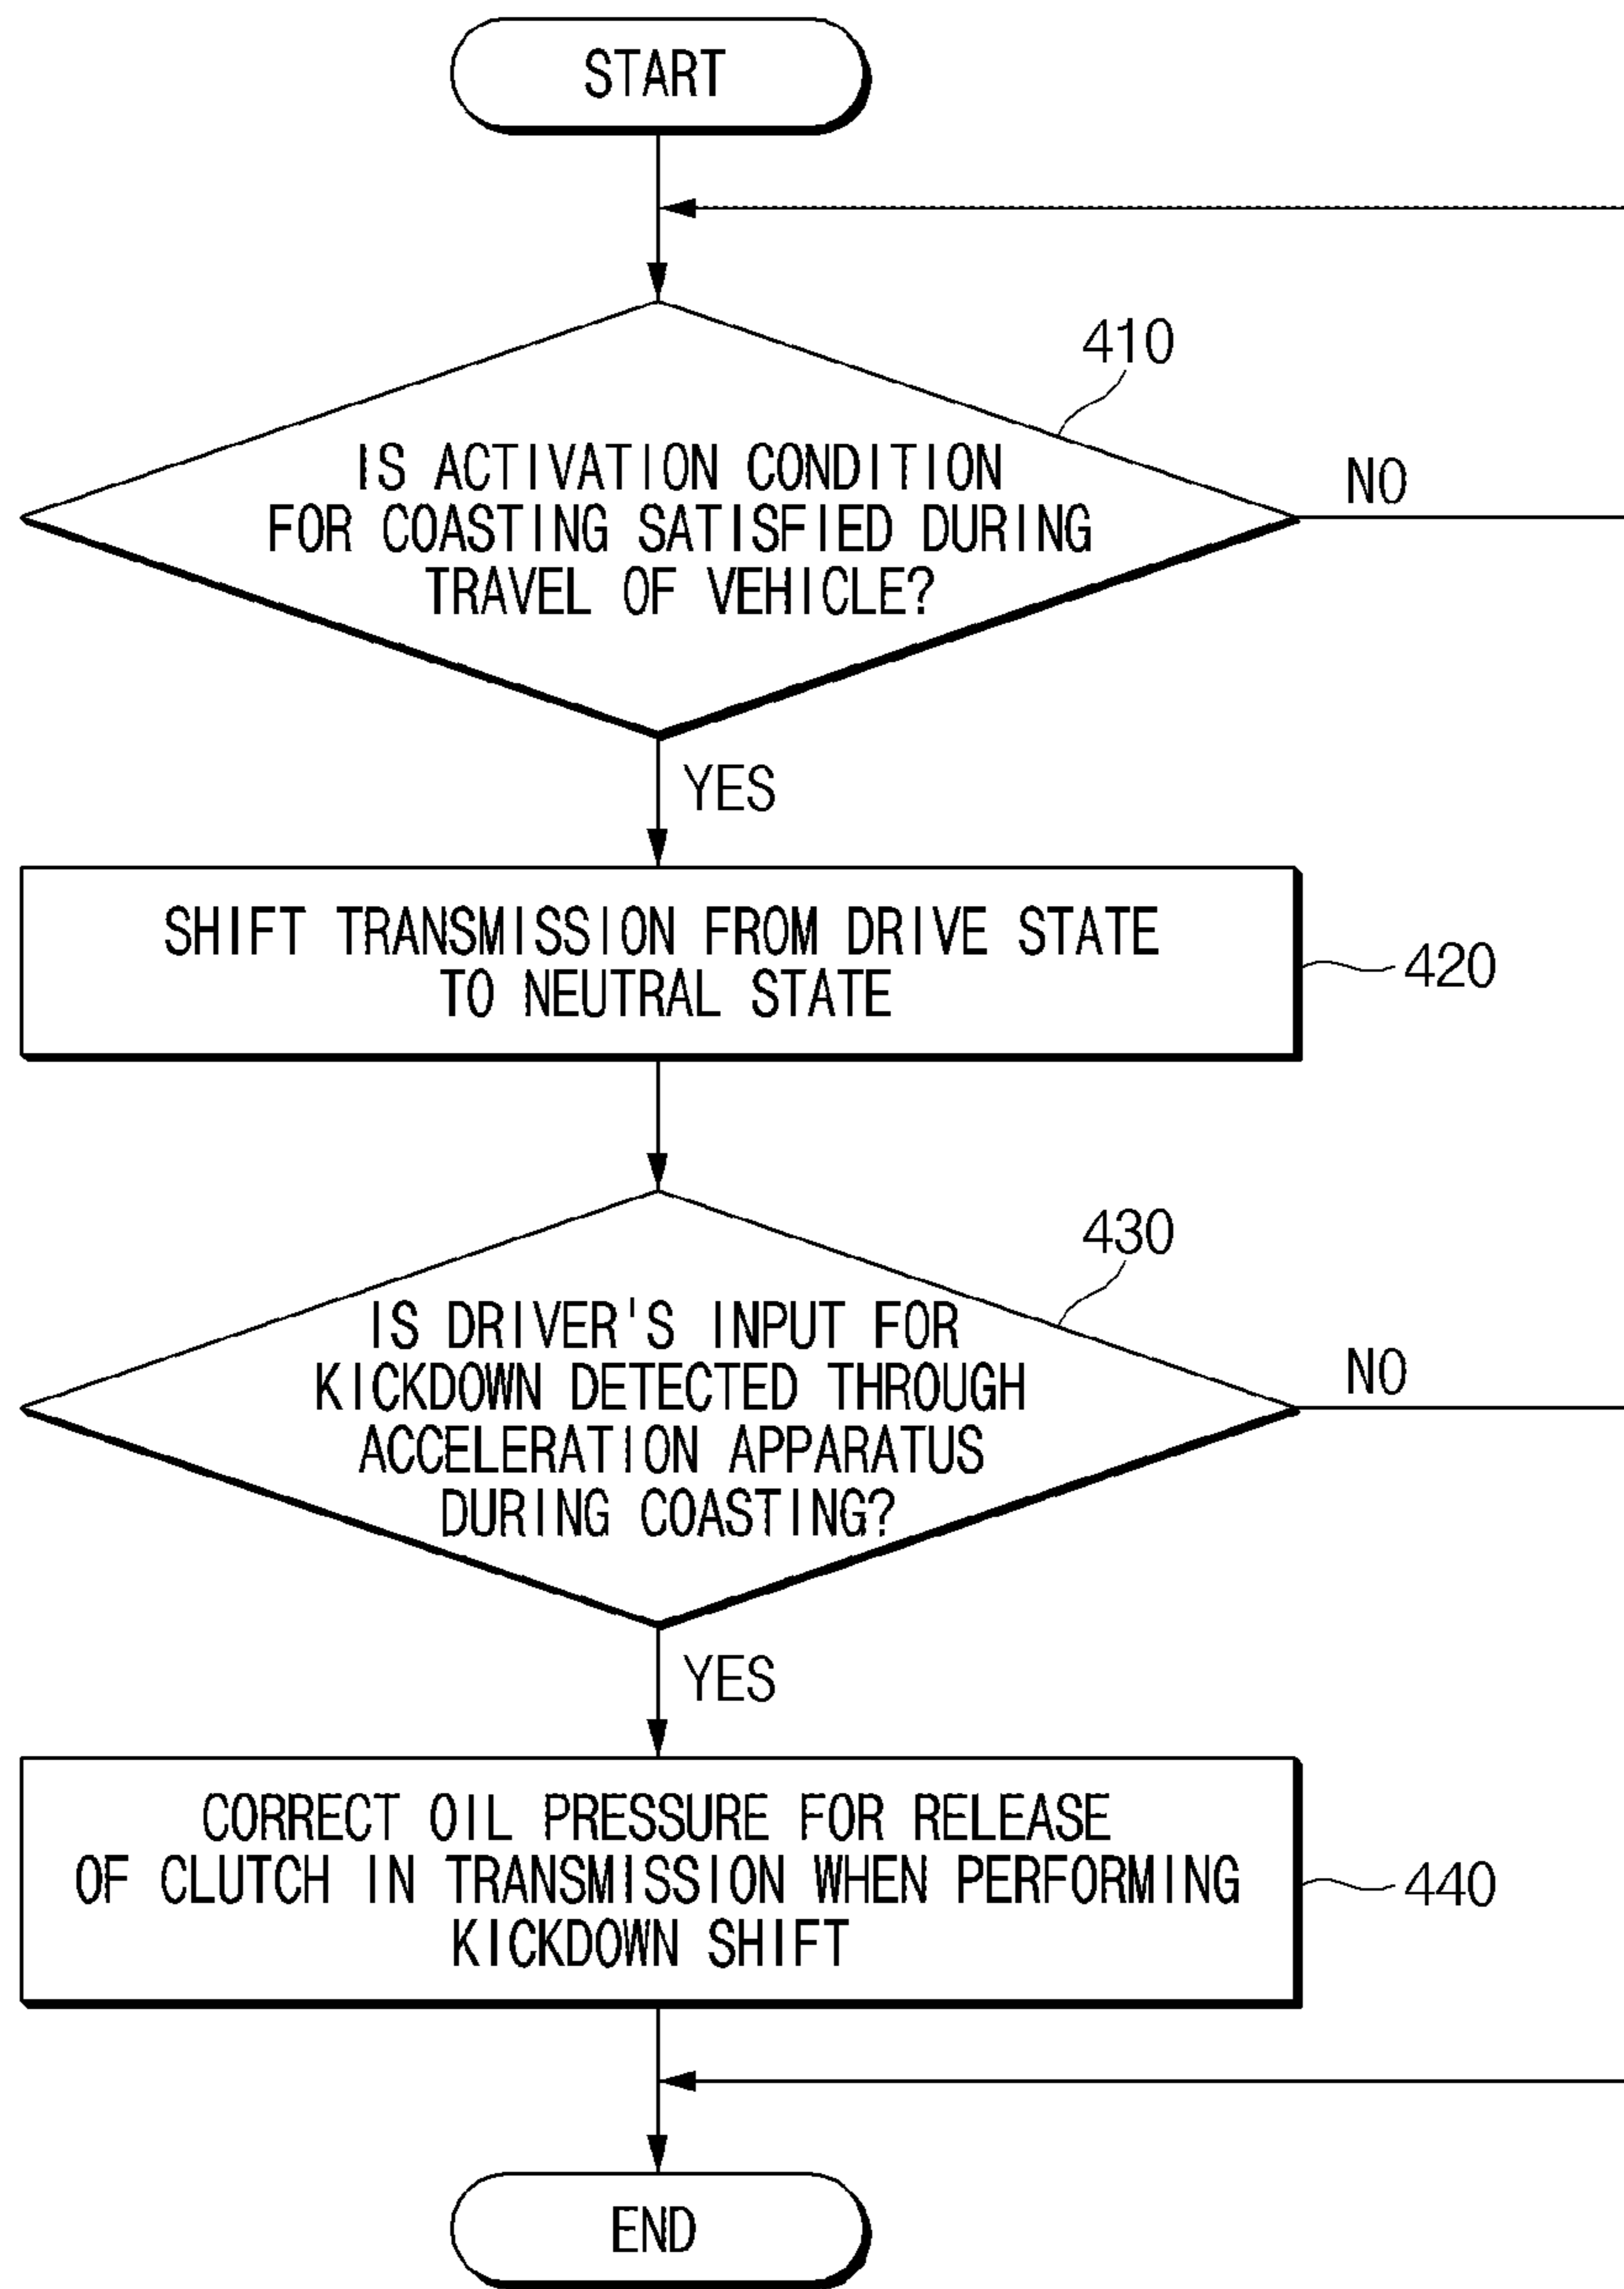 START
410
IS ACTIVATION CONDITION
FOR COASTING SATISFIED DURING
TRAVEL OF VEHICLE?
NO
YES
SHIFT TRANSMISSION FROM DRIVE STATE
TO NEUTRAL STATE
420
430
IS DRIVER'S INPUT FOR
KICKDOWN DETECTED THROUGH
ACCELERATION APPARATUS
DURING COASTING?
NO
YES
CORRECT OIL PRESSURE FOR RELEASE
OF CLUTCH IN TRANSMISSION WHEN PERFORMING
KICKDOWN SHIFT
440
END